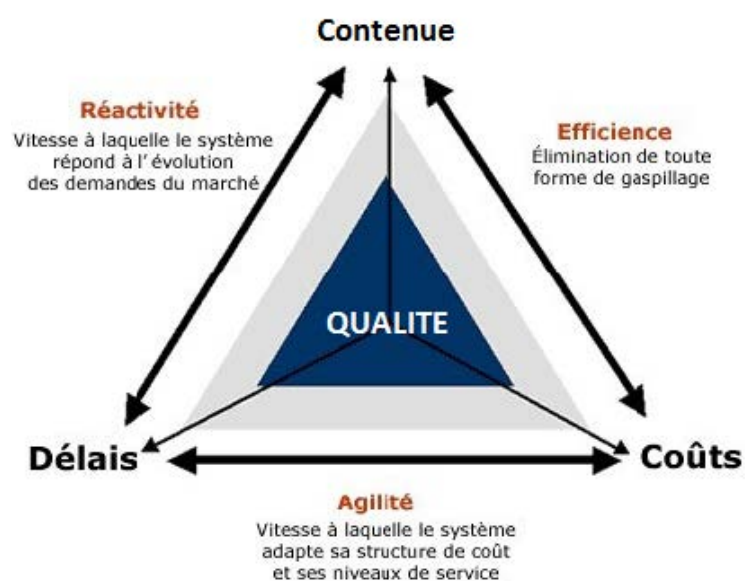 Contenue
Réactivité
Vitesse à laquelle le système
répond à l'évolution
des demandes du marché
Efficience
Élimination de toute
forme de gaspillage
QUALITE
Délais
Coûts
Agilité
Vitesse à laquelle le système
adapte sa structure de coût
et ses niveaux de service